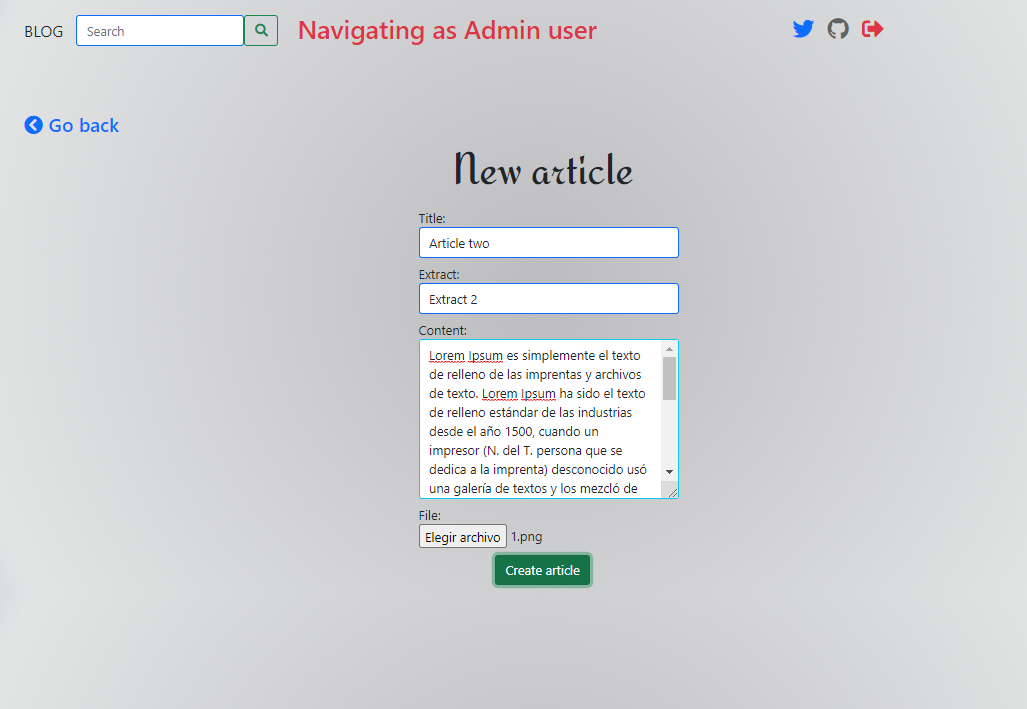 BLOG
Search
Navigating as Admin user
Go back
New article
Title:
Article two
Extract:
Extract 2
Content:
Lorem Ipsum es simplemente el texto
de relleno de las imprentas y archivos
de texto. Lorem Ipsum ha sido el texto
de relleno estándar de las industrias
desde el año 1500, cuando un
impresor (N. del T. persona que se
dedica a la imprenta) desconocido usó
una galería de textos y los mezcló de
File:
Elegir archivo 1.png
Create article